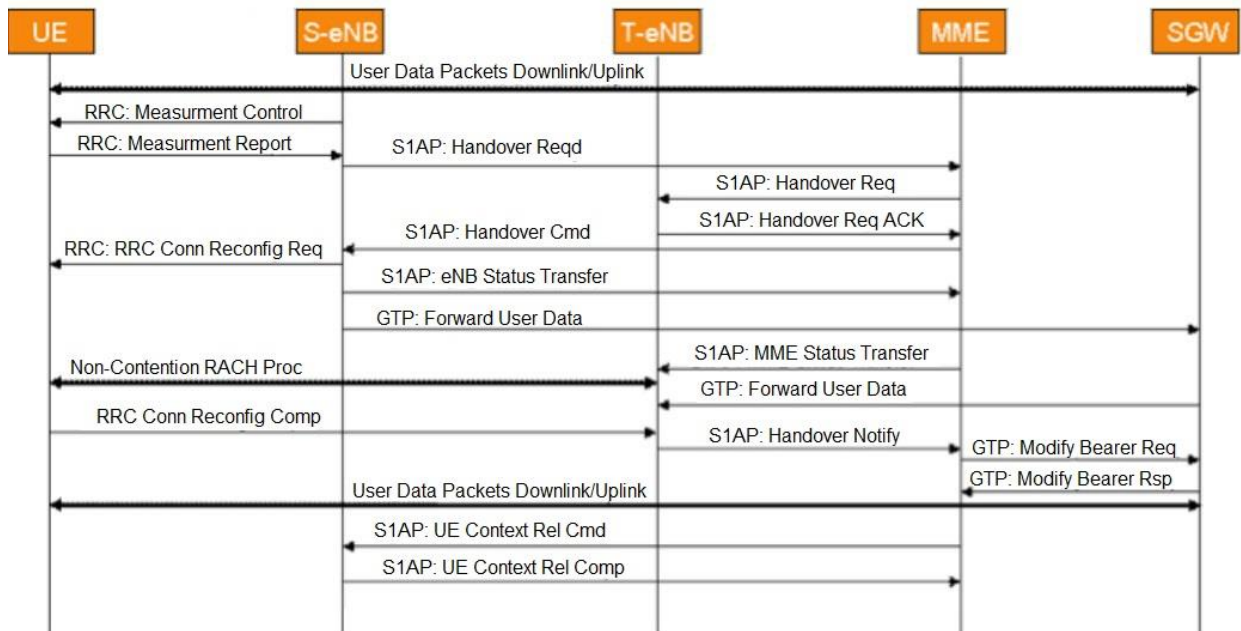 UE
S-eNB
T-eNB
MME
SGW
User Data Packets Downlink/Uplink
RRC: Measurment Control
RRC: Measurment Report
S1AP: Handover Reqd
S1AP: Handover Req
S1AP: Handover Req ACK
S1AP: Handover Cmd
RRC: RRC Conn Reconfig Req
S1AP: eNB Status Transfer
GTP: Forward User Data
S1AP: MME Status Transfer
Non-Contention RACH Proc
GTP: Forward User Data
RRC Conn Reconfig Comp
S1AP: Handover Notify
GTP: Modify Bearer Req
GTP: Modify Bearer Rsp
User Data Packets Downlink/Uplink
S1AP: UE Context Rel Cmd
S1AP: UE Context Rel Comp